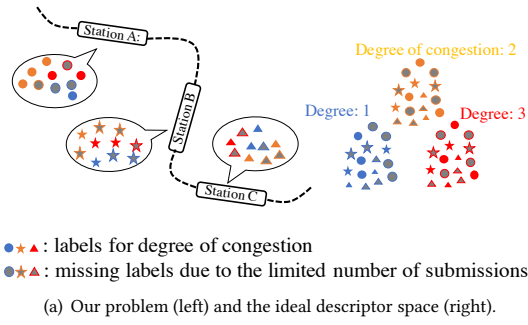 Station A:
Station B
Station C
Degree of congestion: 2
Degree: 1
Degree: 3
: labels for degree of congestion
: missing labels due to the limited number of submissions
(a) Our problem (left) and the ideal descriptor space (right).